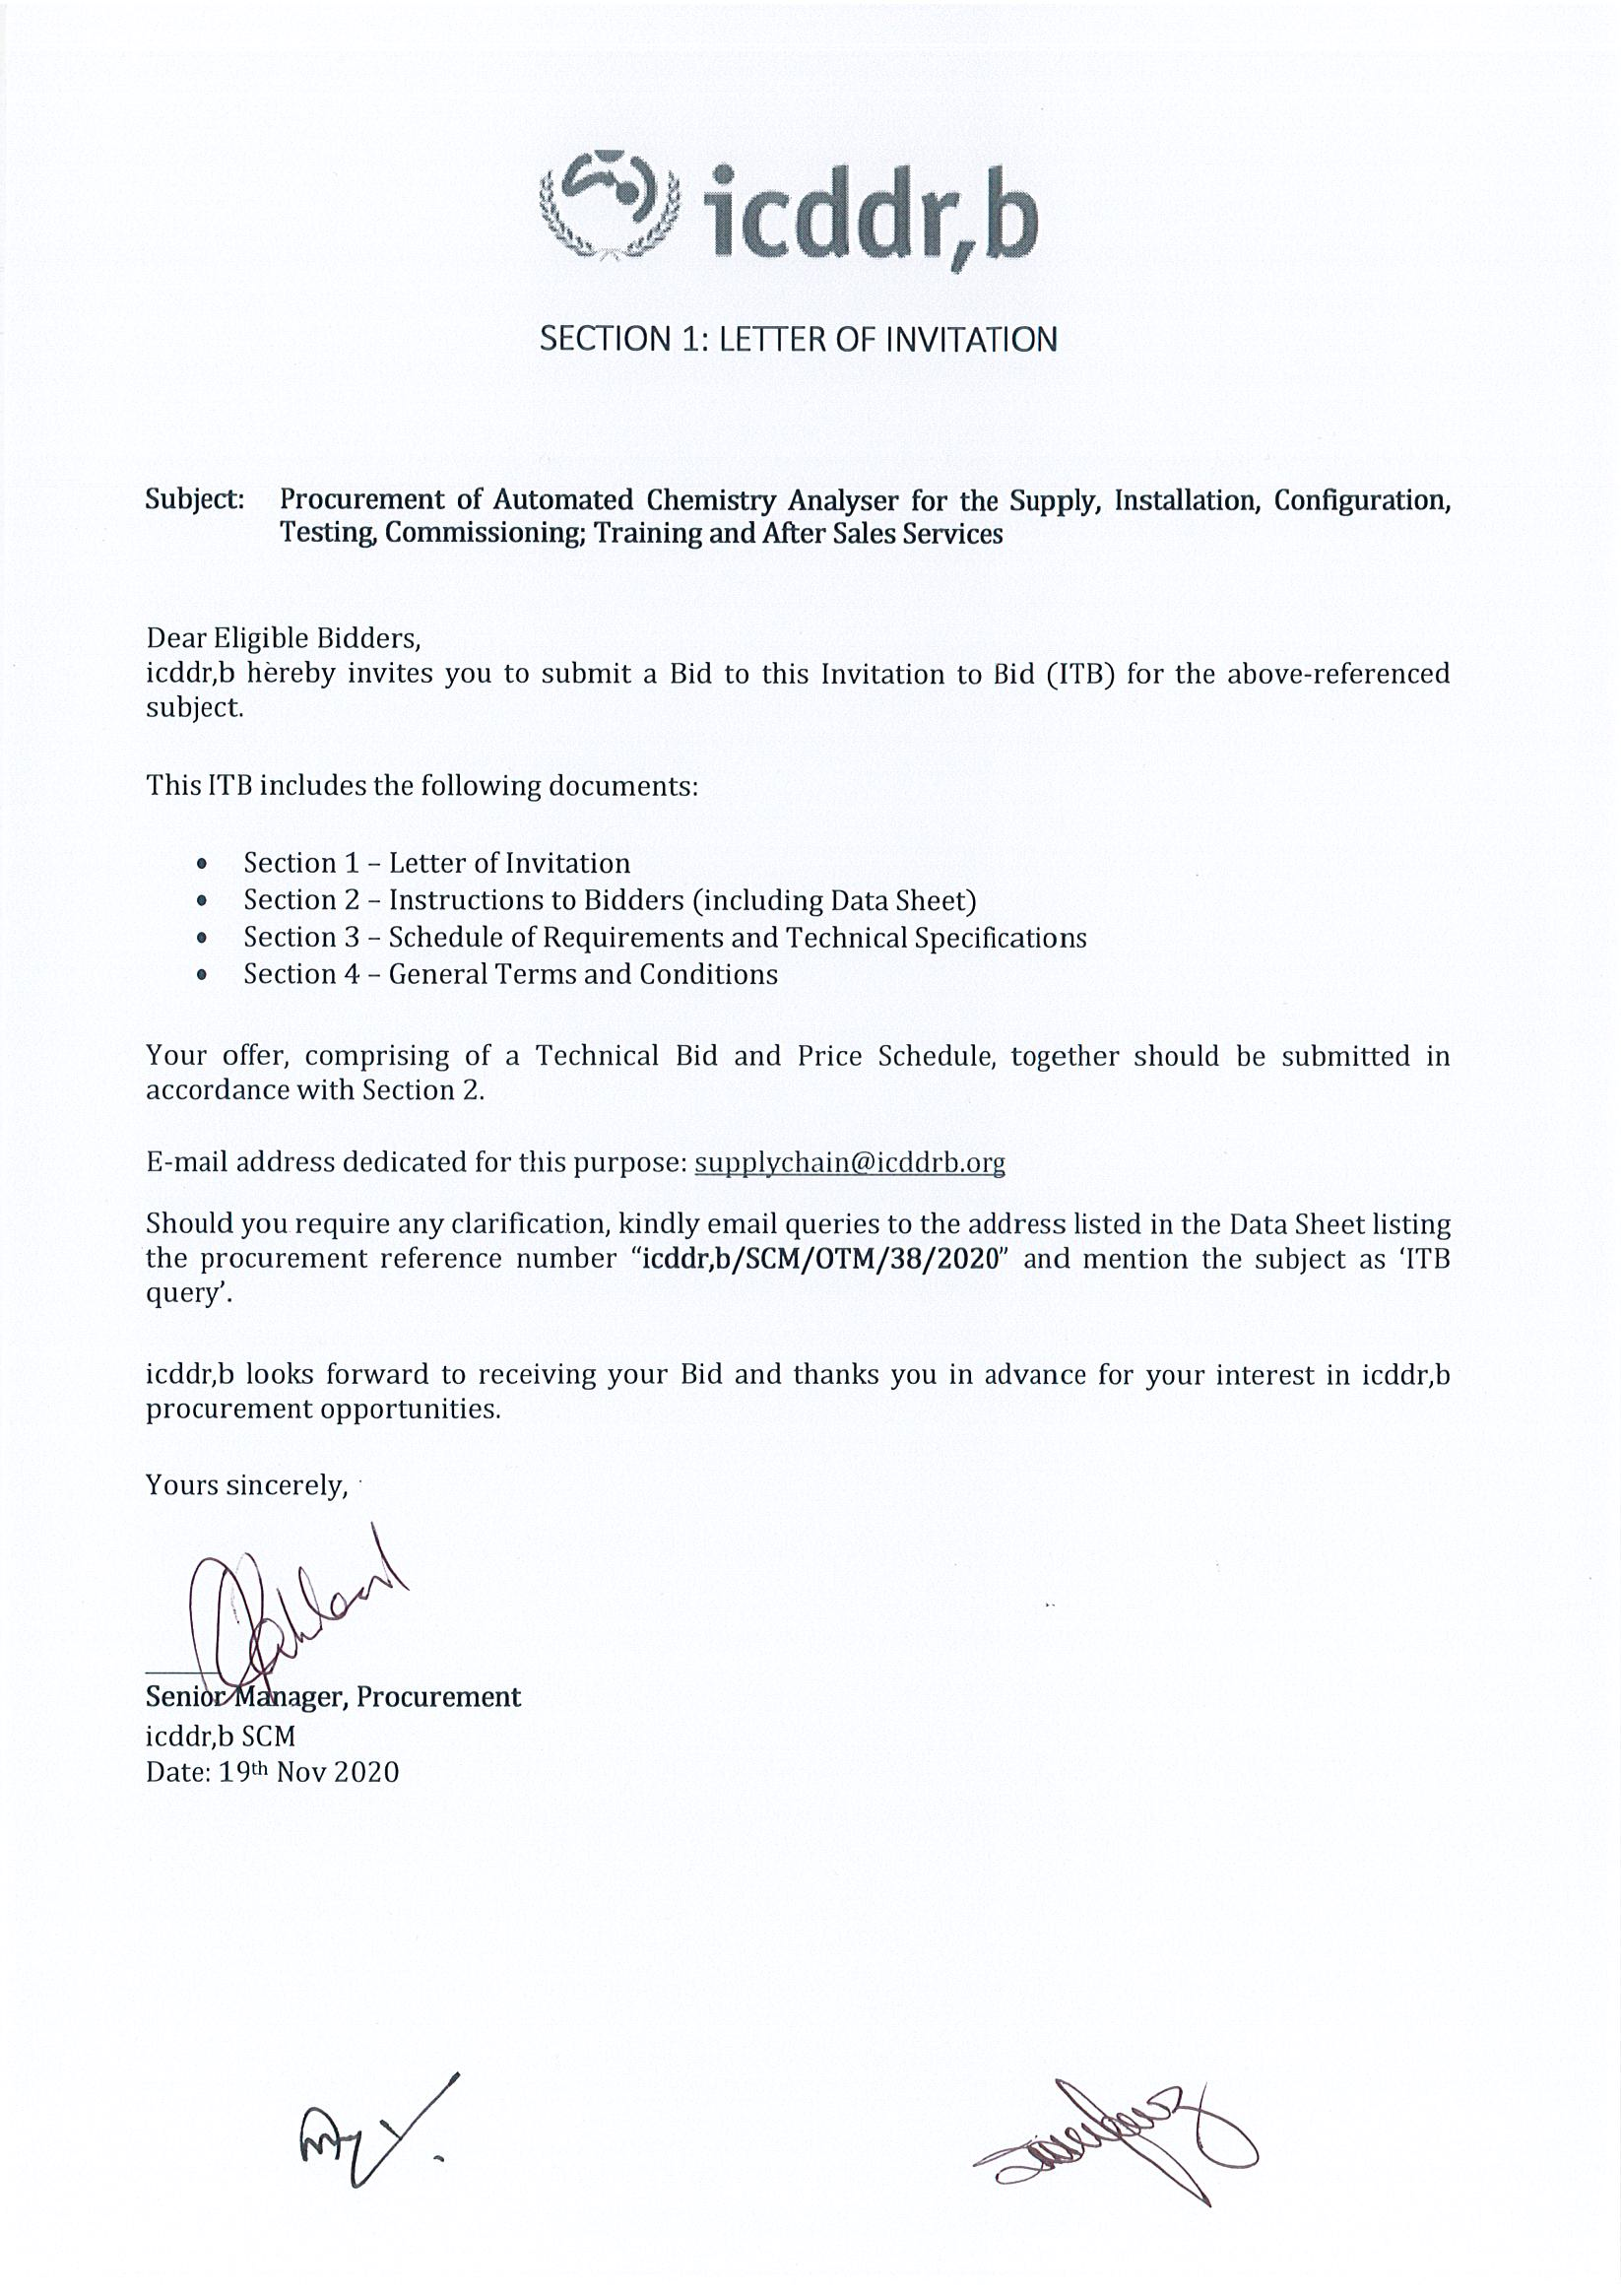 icddr,b
SECTION 1: LETTER OF INVITATION
Subject: Procurement of Automated Chemistry Analyser for the Supply, Installation, Configuration,
Testing, Commissioning; Training and After Sales Services
Dear Eligible Bidders,
icddr,b hereby invites you to submit a Bid to this Invitation to Bid (ITB) for the above-referenced
subject.
This ITB includes the following documents:
• Section 1 – Letter of Invitation
• Section 2 – Instructions to Bidders (including Data Sheet)
• Section 3 – Schedule of Requirements and Technical Specifications
• Section 4 – General Terms and Conditions
Your offer, comprising of a Technical Bid and Price Schedule, together should be submitted in
accordance with Section 2.
E-mail address dedicated for this purpose: supplychain@icddrb.org
Should you require any clarification, kindly email queries to the address listed in the Data Sheet listing
the procurement reference number “icddr,b/SCM/OTM/38/2020” and mention the subject as ‘ITB
query’.
icddr,b looks forward to receiving your Bid and thanks you in advance for your interest in icddr,b
procurement opportunities.
Yours sincerely,
Senior Manager, Procurement
icddr,b SCM
Date: 19th Nov 2020